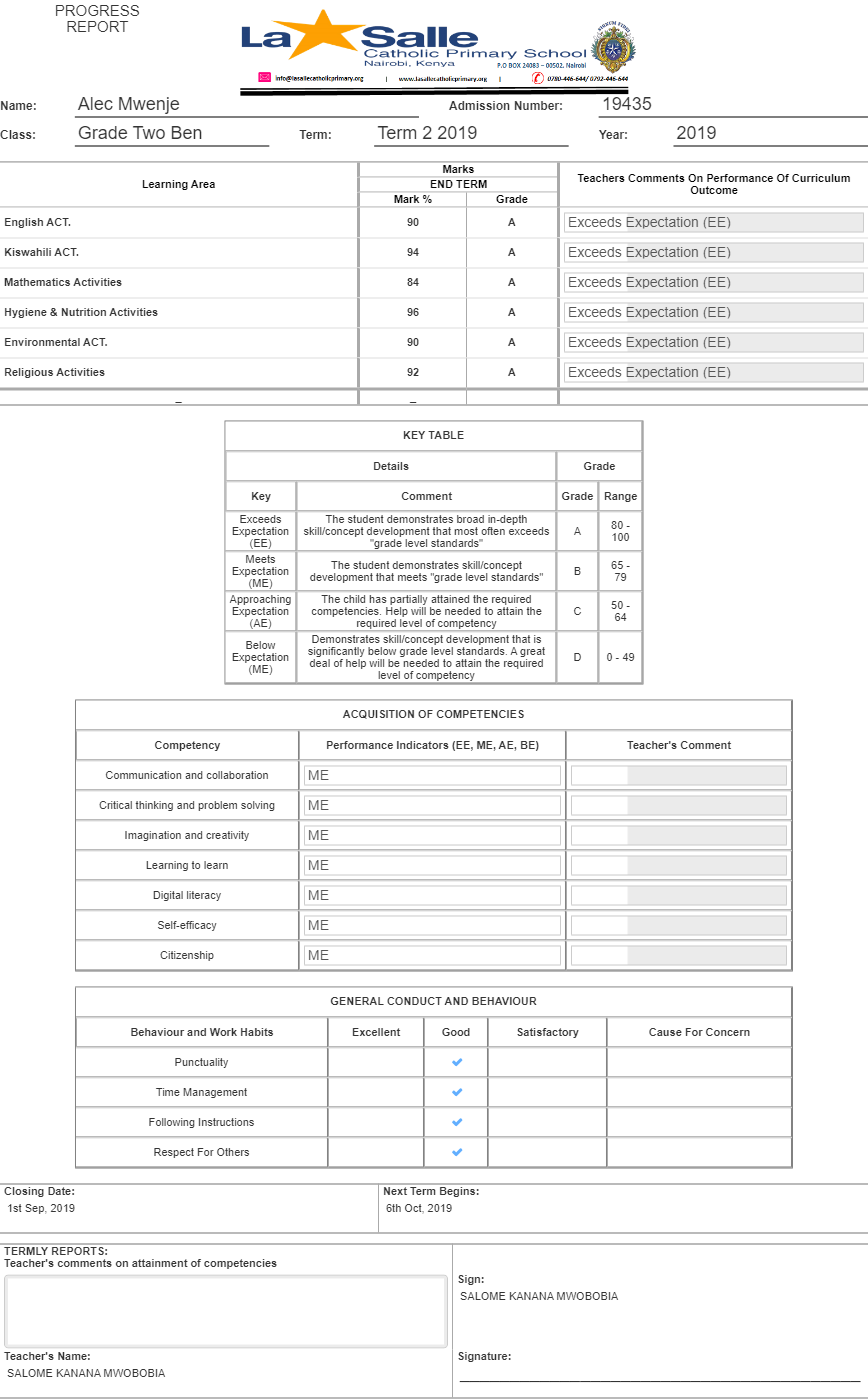 PROGRESS
REPORT
La Salle
Catholic Primary School
Nairobi, Kenya
P.O BOX 24083 – 00502, Nairobi
info@lasallecatholicprimary.org | www.lasallecatholicprimary.org | 0780-446-644/ 0792-446-644
Name: Alec Mwenje Admission Number: 19435
Class: Grade Two Ben Term: Term 2 2019 Year: 2019
Learning Area Marks Teachers Comments On Performance Of Curriculum Outcome
END TERM
Mark % Grade
English ACT. 90 A Exceeds Expectation (EE)
Kiswahili ACT. 94 A Exceeds Expectation (EE)
Mathematics Activities 84 A Exceeds Expectation (EE)
Hygiene & Nutrition Activities 96 A Exceeds Expectation (EE)
Environmental ACT. 90 A Exceeds Expectation (EE)
Religious Activities 92 A Exceeds Expectation (EE)
_ _
KEY TABLE
Details Grade
Key Comment Grade Range
Exceeds Expectation (EE) The student demonstrates broad in-depth skill/concept development that most often exceeds "grade level standards" A 80 - 100
Meets Expectation (ME) The student demonstrates skill/concept development that meets "grade level standards" B 65 - 79
Approaching Expectation (AE) The child has partially attained the required competencies. Help will be needed to attain the required level of competency C 50 - 64
Below Expectation (ME) Demonstrates skill/concept development that is significantly below grade level standards. A great deal of help will be needed to attain the required level of competency D 0 - 49
ACQUISITION OF COMPETENCIES
Competency Performance Indicators (EE, ME, AE, BE) Teacher's Comment
Communication and collaboration ME
Critical thinking and problem solving ME
Imagination and creativity ME
Learning to learn ME
Digital literacy ME
Self-efficacy ME
Citizenship ME
GENERAL CONDUCT AND BEHAVIOUR
Behaviour and Work Habits Excellent Good Satisfactory Cause For Concern
Punctuality ✔
Time Management ✔
Following Instructions ✔
Respect For Others ✔
Closing Date: Next Term Begins:
1st Sep, 2019 6th Oct, 2019
TERMLY REPORTS:
Teacher's comments on attainment of competencies
Sign:
SALOME KANANA MWOBOBIA
Teacher's Name: Signature:
SALOME KANANA MWOBOBIA